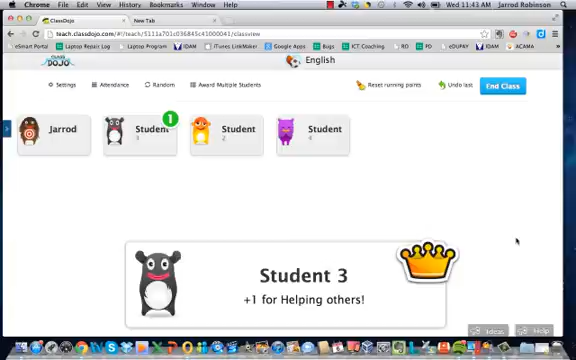 Chrome File Edit View History Bookmarks Window Help
Wed 11:43 AM Jarrod Robinson
ClassDojo
New Tab
teach.classdojo.com/#!/teach/5111a701c036845c41000041/classview
eSmart Portal Laptop Repair Log Laptop Program IDAM iTunes LinkMaker Google Apps Bugs ICT: Coaching RO PD eDUPAY IDAM ACAMA
CLASS DOJO
English
Settings Attendance Random Award Multiple Students
Reset running points Undo last End Class
Jarrod
Student
3
1
Student
2
Student
4
Student 3
+1 for Helping others!
Ideas Help